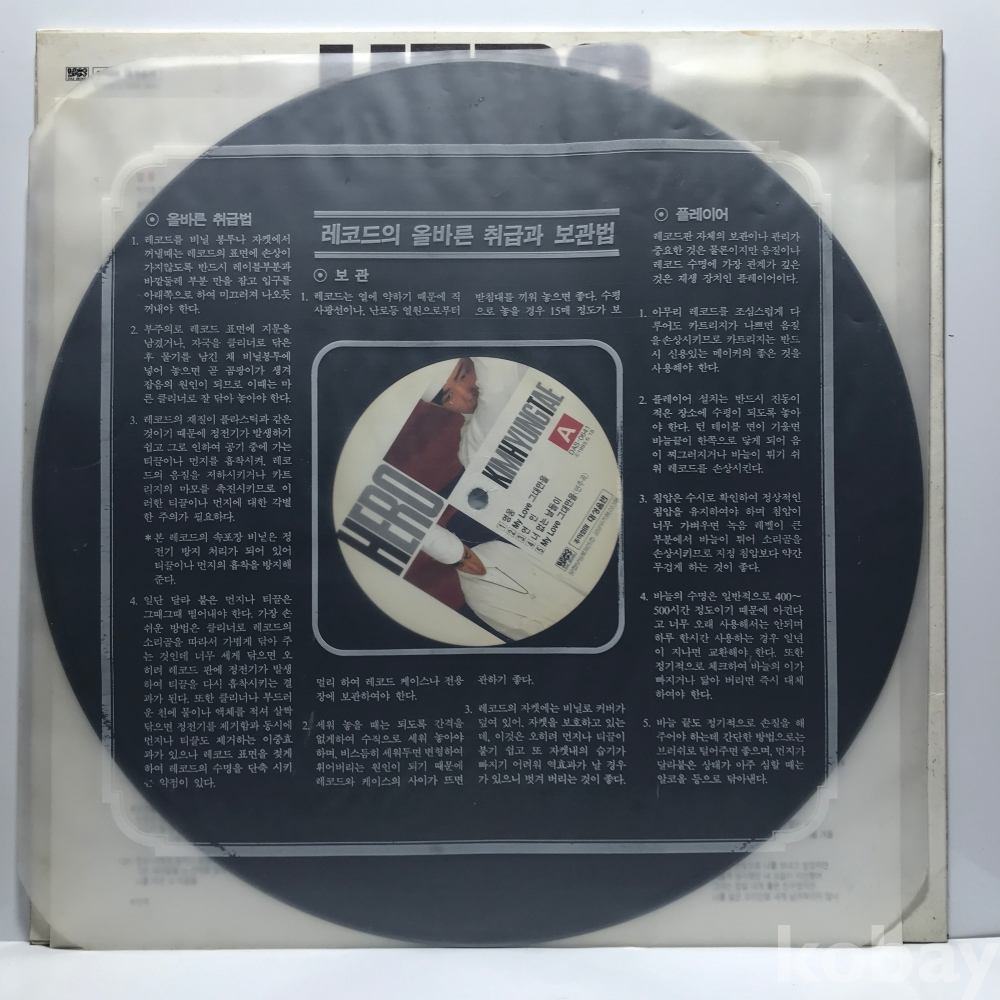 ⊙ 올바른 취급법
1. 레코드를 비닐 봉투나 자켓에서
꺼낼때는 레코드의 표면에 손상이
가지않도록 반드시 레이블부분과
바깥둘레 부분 만을 잡고 입구를
아래쪽으로 하여 미끄러져 나오듯
꺼내야 한다.
2. 부주의로 레코드 표면에 지문을
남겼거나, 자국을 클리너로 닦은
후 물기를 남긴 채 비닐봉투에
넣어 놓으면 곧 곰팡이가 생겨
잡음의 원인이 되므로 이때는 마
른 클리너로 잘 닦아 놓아야 한다.
3. 레코드의 재질이 플라스틱과 같은
것이기 때문에 정전기가 발생하기
쉽고 그로 인하여 공기 중에 가는
티끌이나 먼지를 흡착시켜, 레코
드의 음질을 저하시키거나 카트
리지의 마모를 촉진시키므로 이
러한 티끌이나 먼지에 대한 각별
한 주의가 필요하다.
*본 레코드의 속포장 비닐은 정
전기 방지 처리가 되어 있어
티끌이나 먼지의 흡착을 방지해
준다.
4. 일단 달라 붙은 먼지나 티끌은
그때그때 떨어내야 한다. 가장 손
쉬운 방법은 클리너로 레코드의
소리골을 따라서 가볍게 닦아 주
는 것인데 너무 세게 닦으면 오
히려 레코드 판에 정전기가 발생
하여 티끌을 다시 흡착시키는 결
과가 된다. 또한 클리너나 부드러
운 천에 물이나 액체를 적셔 살짝
닦으면 정전기를 제거함과 동시에
먼지나 티끌도 제거하는 이중효
과가 있으나 레코드 표면을 젖게
하여 레코드의 수명을 단축 시키
는 약점이 있다.
레코드의 올바른 취급과 보관법
⊙ 보 관
1. 레코드는 열에 약하기 때문에 직
사광선이나, 난로등 열원으로부터
멀리 하여 레코드 케이스나 전용
장에 보관하여야 한다.
2. 세워 놓을 때는 되도록 간격을
없게하여 수직으로 세워 놓아야
하며, 비스듬히 세워두면 변형하여
휘어버리는 원인이 되기 때문에
레코드와 케이스의 사이가 뜨면
받침대를 끼워 놓으면 좋다. 수평
으로 놓을 경우 15매 정도가 보
관하기 좋다.
3. 레코드의 자켓에는 비닐로 커버가
덮여 있어, 자켓을 보호하고 있는
데, 이것은 오히려 먼지나 티끌이
붙기 쉽고 또 자켓내의 습기가
빠지기 어려워 역효과가 날 경우
가 있으니 벗겨 버리는 것이 좋다.
HERO
KIMHYUNGTAE
A
DAS-0641
1 영웅
2 My Love 그대만을
3 연 인
4 너 없는 날들이
5 My Love 그대만을(연주곡)
⊙ 플레이어
레코드판 자체의 보관이나 관리가
중요한 것은 물론이지만 음질이나
레코드 수명에 가장 관계가 깊은
것은 재생 장치인 플레이어이다.
1. 아무리 레코드를 조심스럽게 다
루어도 카트리지가 나쁘면 음질
을손상시키므로 카트리지는 반드
시 신용있는 메이커의 좋은 것을
사용해야 한다.
2. 플레이어 설치는 반드시 진동이
적은 장소에 수평이 되도록 놓아
야 한다. 턴 테이블 면이 기울면
바늘끝이 한쪽으로 닿게 되어 음
이 찌그러지거나 바늘이 튀기 쉬
워 레코드를 손상시킨다.
3. 침압은 수시로 확인하여 정상적인
침압을 유지하여야 하며 침압이
너무 가벼우면 녹음 레벨이 큰
부분에서 바늘이 튀어 소리골을
손상시키므로 지정 침압보다 약간
무겁게 하는 것이 좋다.
4. 바늘의 수명은 일반적으로 400~
500시간 정도이기 때문에 아낀다
고 너무 오래 사용해서는 안되며
하루 한시간 사용하는 경우 일년
이 지나면 교환해야 한다. 또한
정기적으로 체크하여 바늘의 이가
빠지거나 닳아 버리면 즉시 대체
하여야 한다.
5. 바늘 끝도 정기적으로 손질을 해
주어야 하는데 간단한 방법으로는
브러쉬로 털어주면 좋으며, 먼지가
달라붙은 상태가 아주 심할 때는
알코올 등으로 닦아낸다.
kobay